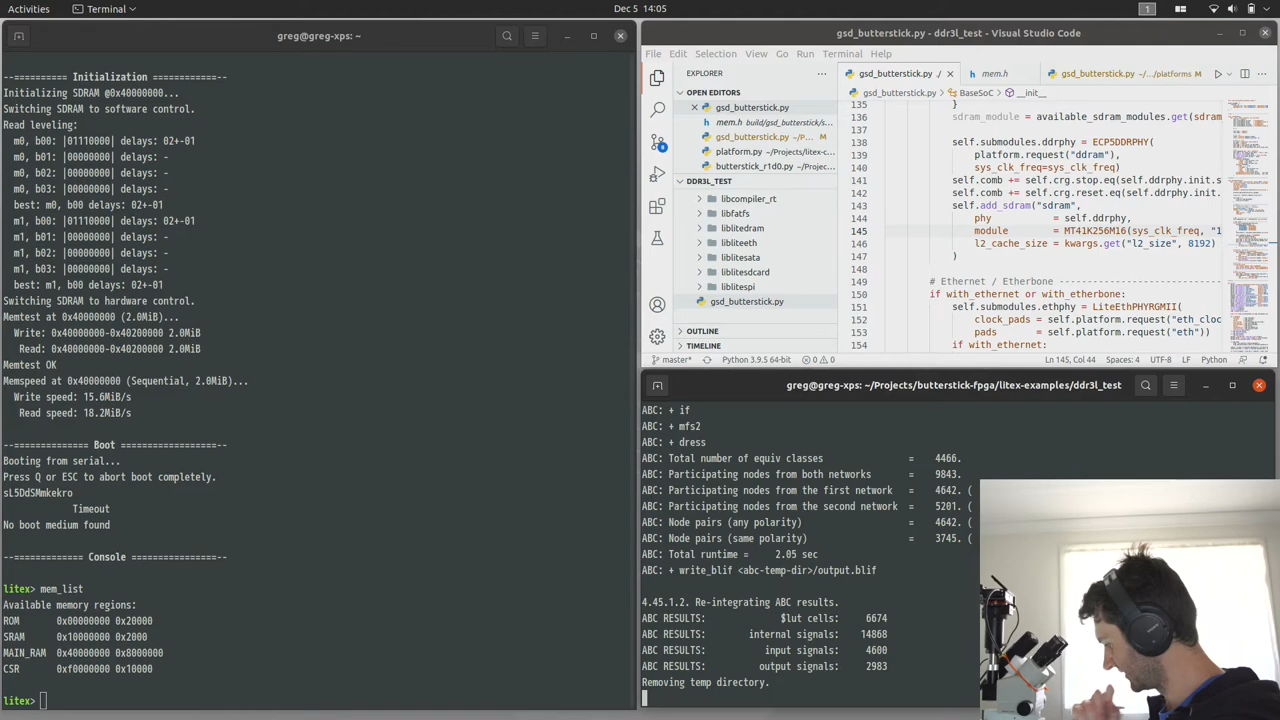 Activities
Terminal
Dec 5 14:05
1
greg@greg-xps: ~
--========== Initialization ============--
Initializing SDRAM @0x40000000...
Switching SDRAM to software control.
Read leveling:
m0, b00: |01110000| delays: 02+-01
m0, b01: |00000000| delays: -
m0, b02: |00000000| delays: -
m0, b03: |00000000| delays: -
best: m0, b00 delays: 02+-01
m1, b00: |01110000| delays: 02+-01
m1, b01: |00000000| delays: -
m1, b02: |00000000| delays: -
m1, b03: |00000000| delays: -
best: m1, b00 delays: 02+-01
Switching SDRAM to hardware control.
Memtest at 0x40000000 (2.0MiB)...
Write: 0x40000000-0x40200000 2.0MiB
Read: 0x40000000-0x40200000 2.0MiB
Memtest OK
Memspeed at 0x40000000 (Sequential, 2.0MiB)...
Write speed: 15.6MiB/s
Read speed: 18.2MiB/s
--============== Boot ==================--
Booting from serial...
Press Q or ESC to abort boot completely.
sL5DdSMmkekro
Timeout
No boot medium found
--============= Console ================--
litex> mem_list
Available memory regions:
ROM 0x00000000 0x20000
SRAM 0x10000000 0x2000
MAIN_RAM 0x40000000 0x8000000
CSR 0xf0000000 0x10000
litex>
gsd_butterstick.py - ddr3l_test - Visual Studio Code
File Edit Selection View Go Run Terminal Help
EXPLORER
OPEN EDITORS
gsd_butterstick.py
mem.h build/gsd_butterstick/s...
gsd_butterstick.py ~/P... M
platform.py ~/Projects/litex-c...
butterstick_r1d0.py ~/Projec...
DDR3L_TEST
libcompiler_rt
libfatfs
liblitedram
libliteeth
liblitesata
liblitesdcard
liblitespi
gsd_butterstick.py
OUTLINE
TIMELINE
gsd_butterstick.py ./
mem.h
gsd_butterstick.py ~/.../platforms M
gsd_butterstick.py > BaseSoC > __init__
135 }
136 sdram_module = available_sdram_modules.get(sdram
137
138 self.submodules.ddrphy = ECP5DDRPHY(
139 platform.request("ddram"),
140 sys_clk_freq=sys_clk_freq)
141 self.comb += self.crg.stop.eq(self.ddrphy.init.s
142 self.comb += self.crg.reset.eq(self.ddrphy.init.
143 self.add_sdram("sdram",
144 phy = self.ddrphy,
145 module = MT41K256M16(sys_clk_freq, "1
146 l2_cache_size = kwargs.get("l2_size", 8192)
147 )
148
149 # Ethernet / Etherbone
150 if with_ethernet or with_etherbone:
151 self.submodules.ethphy = LiteEthPHYRGMII(
152 clock_pads = self.platform.request("eth_cloc
153 pads = self.platform.request("eth"))
154 if with_ethernet:
master* Python 3.9.5 64-bit 0 0 Ln 145, Col 44 Spaces: 4 UTF-8 LF Python
greg@greg-xps: ~/Projects/butterstick-fpga/litex-examples/ddr3l_test
ABC: + if
ABC: + mfs2
ABC: + dress
ABC: Total number of equiv classes = 4466.
ABC: Participating nodes from both networks = 9843.
ABC: Participating nodes from the first network = 4642. (
ABC: Participating nodes from the second network = 5201. (
ABC: Node pairs (any polarity) = 4642. (
ABC: Node pairs (same polarity) = 3745. (
ABC: Total runtime = 2.05 sec
ABC: + write_blif <abc-temp-dir>/output.blif
4.45.1.2. Re-integrating ABC results.
ABC RESULTS: $lut cells: 6674
ABC RESULTS: internal signals: 14868
ABC RESULTS: input signals: 4600
ABC RESULTS: output signals: 2983
Removing temp directory.